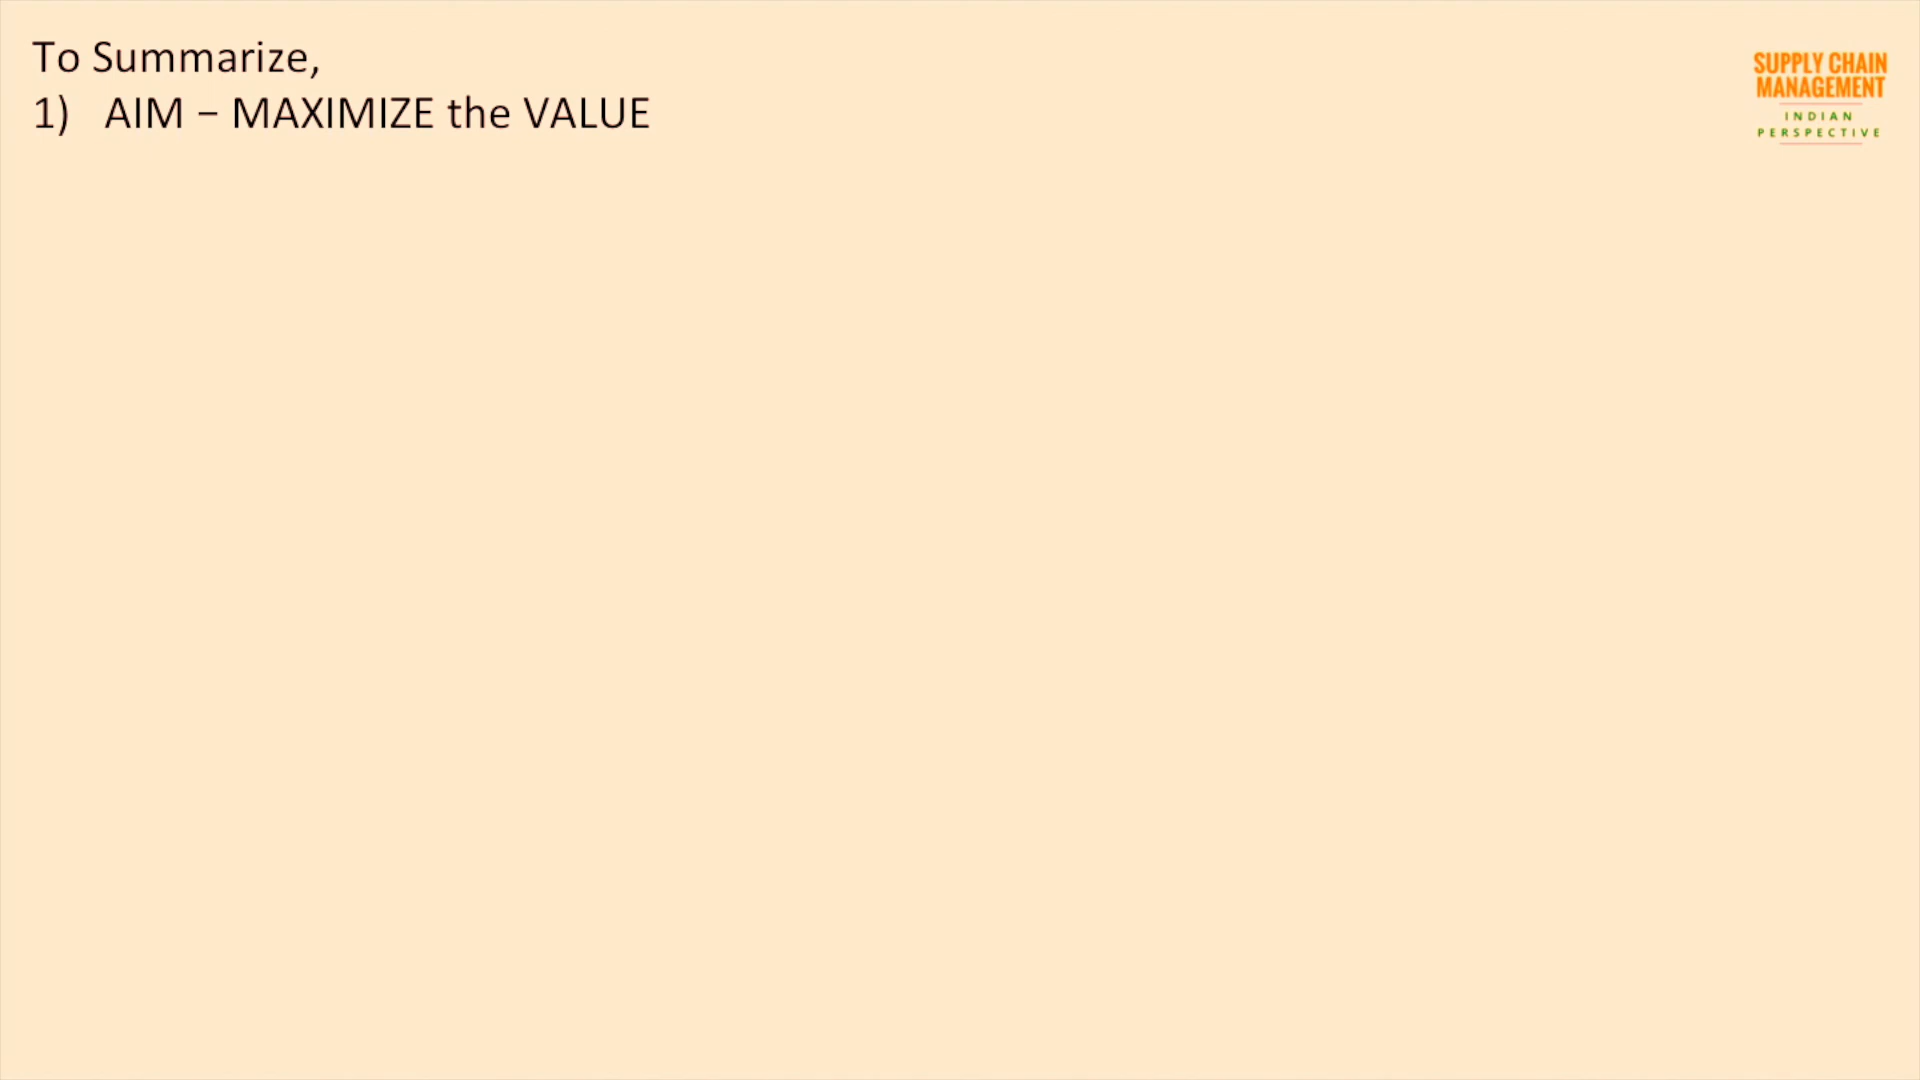 To Summarize,
1) AIM – MAXIMIZE the VALUE
SUPPLY CHAIN
MANAGEMENT
INDIAN
PERSPECTIVE